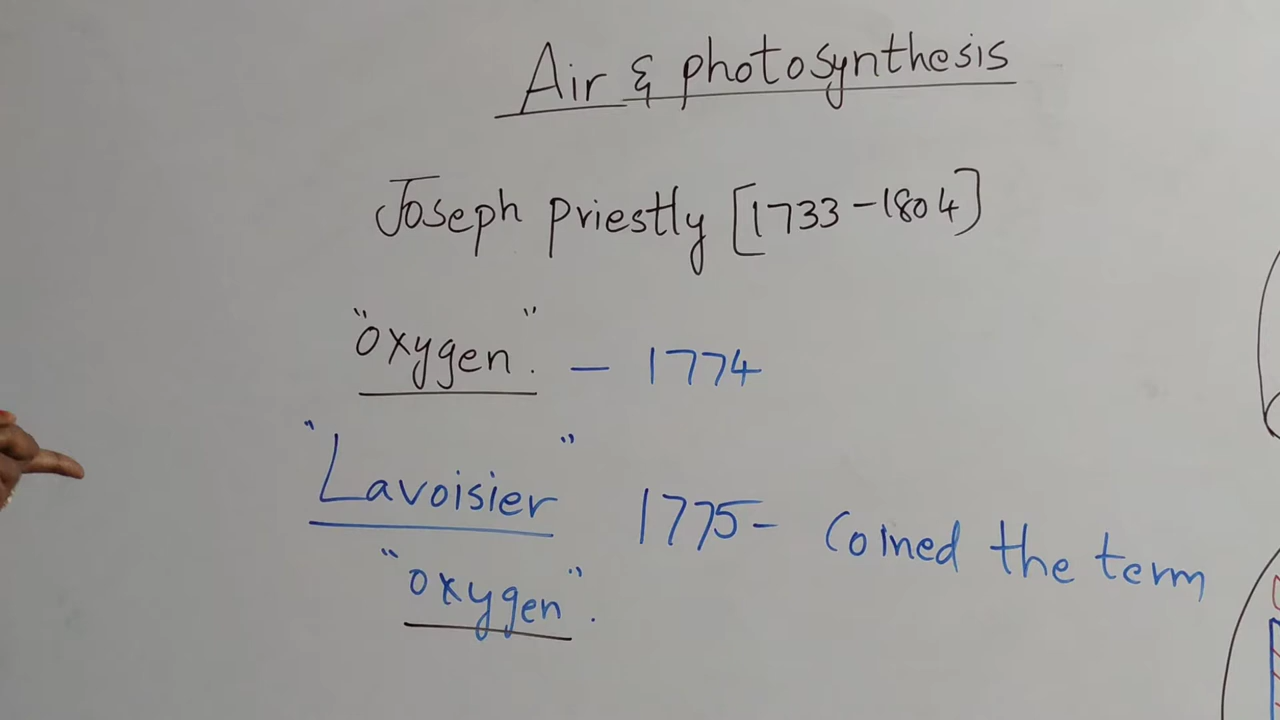 Air & photosynthesis
Joseph priestly [1733-1804]
"oxygen". - 1774
"Lavoisier" 1775- Coined the term
"oxygen".